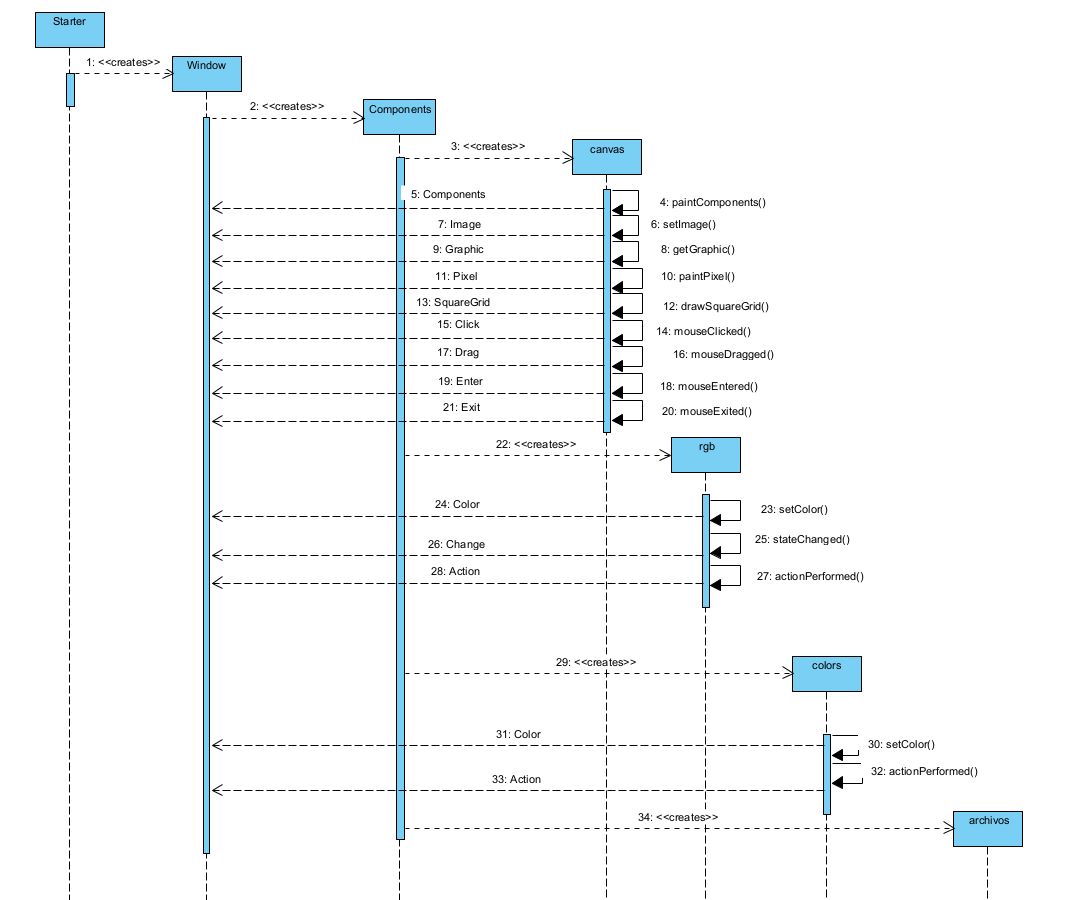 Starter
1: <<creates>>
Window
2: <<creates>>
Components
3: <<creates>>
canvas
5: Components
4: paintComponents()
7: Image
6: setImage()
9: Graphic
8: getGraphic()
11: Pixel
10: paintPixel()
13: SquareGrid
12: drawSquareGrid()
15: Click
14: mouseClicked()
17: Drag
16: mouseDragged()
19: Enter
18: mouseEntered()
21: Exit
20: mouseExited()
22: <<creates>>
rgb
24: Color
23: setColor()
26: Change
25: stateChanged()
28: Action
27: actionPerformed()
29: <<creates>>
colors
31: Color
30: setColor()
33: Action
32: actionPerformed()
34: <<creates>>
archivos